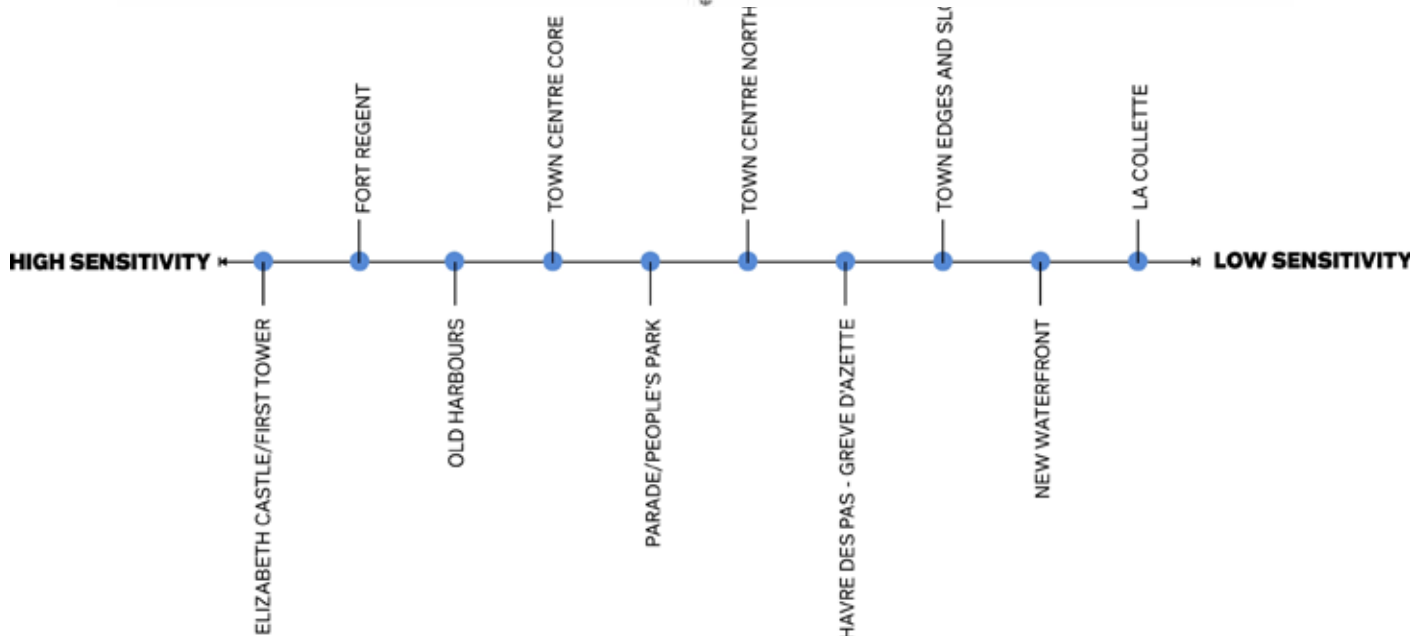 HIGH SENSITIVITY
ELIZABETH CASTLE/FIRST TOWER
FORT REGENT
OLD HARBOURS
TOWN CENTRE CORE
PARADE/PEOPLE'S PARK
TOWN CENTRE NORTH
HAVRE DES PAS - GREVE D'AZETTE
TOWN EDGES AND
NEW WATERFRONT
LA COLLETTE
LOW SENSITIVITY